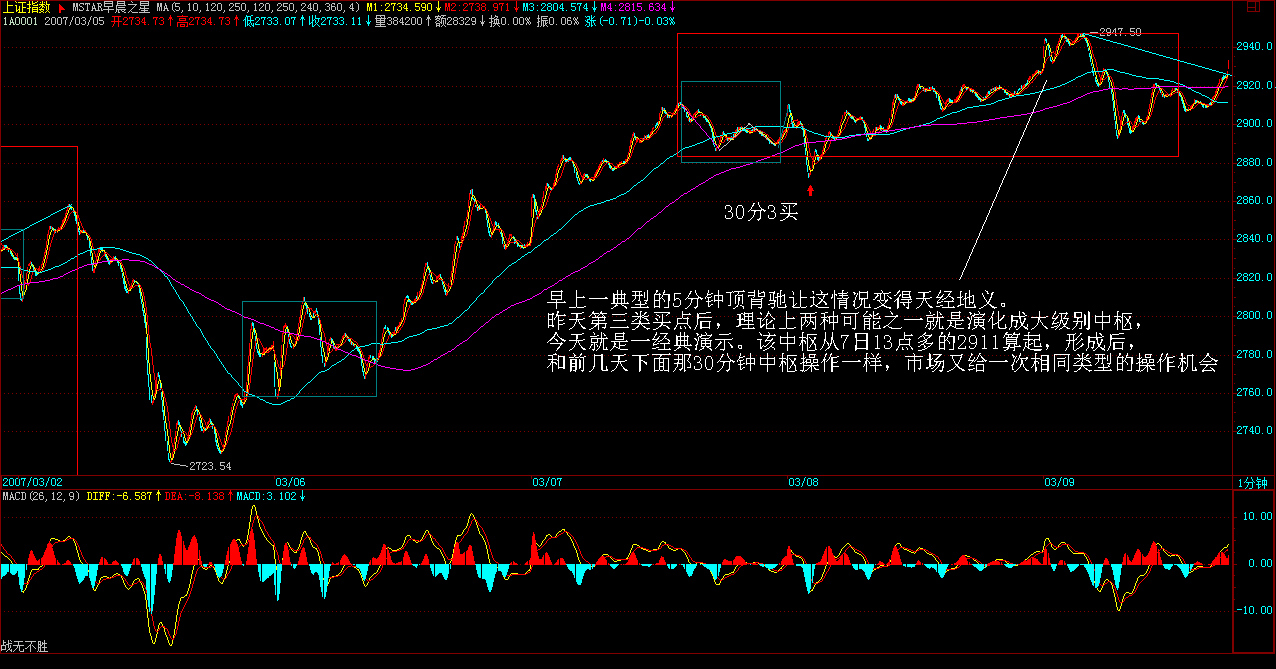 上证指数 MSTAR早晨之星 MA(5,10,120,250,120,250,240,360,4) M1:2734.590↓ M2:2738.971↓ M3:2804.574↓ M4:2815.634↓
1A0001 2007/03/05 开2734.73↑ 高2734.73↑ 低2733.07↑ 收2733.11↓ 量384200↑ 额28329↓ 换0.00% 振0.06% 涨(-0.71)-0.03%
2947.50
2940.0
2920.0
2900.0
2880.0
2860.0
2840.0
2820.0
2800.0
2780.0
2760.0
2740.0
30分3买
早上一典型的5分钟顶背驰让这情况变得天经地义。
昨天第三类买点后，理论上两种可能之一就是演化成大级别中枢，
今天就是一经典演示。该中枢从7日13点多的2911算起，形成后，
和前几天下面那30分钟中枢操作一样，市场又给一次相同类型的操作机会
2723.54
2007/03/02 03/06 03/07 03/08 03/09 1分钟
MACD(26,12,9) DIFF:-6.587↑ DEA:-8.138↑ MACD:3.102↓
10.00
0.00
-10.00
战无不胜